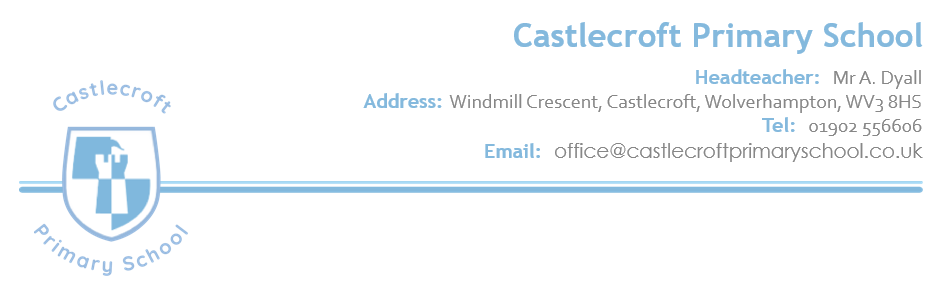 Castlecroft Primary School
Headteacher: Mr A. Dyall
Address: Windmill Crescent, Castlecroft, Wolverhampton, WV3 8HS
Tel: 01902 556606
Email: office@castlecroftprimaryschool.co.uk
Castlecroft
Primary School